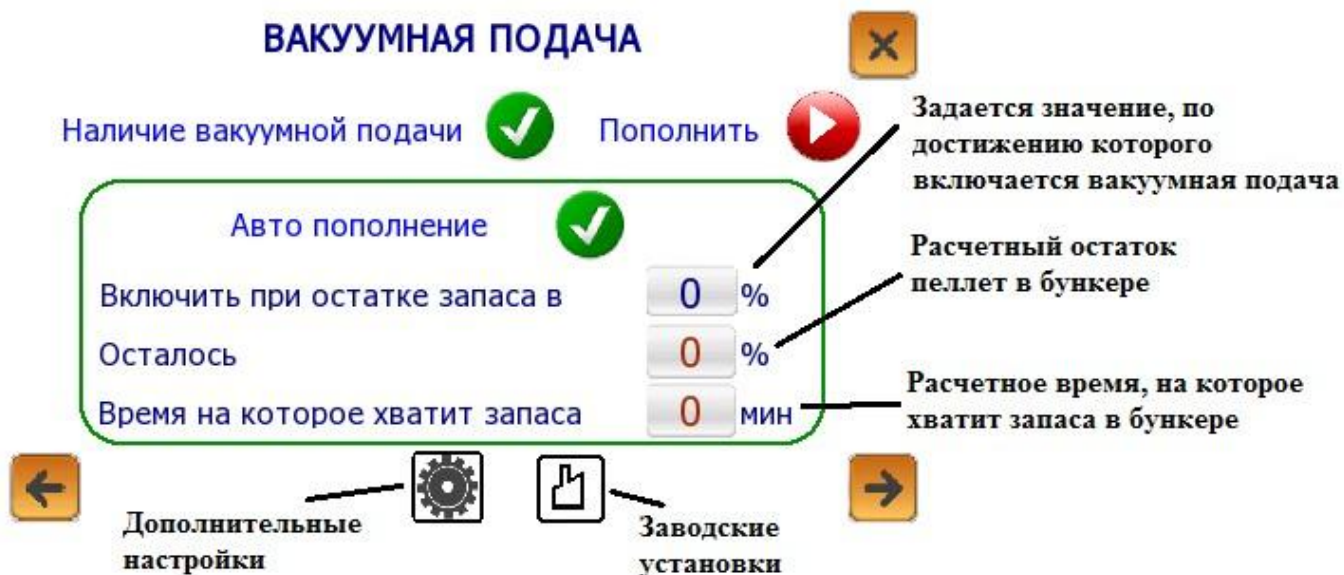 ВАКУУМНАЯ ПОДАЧА
Наличие вакуумной подачи
Пополнить
Задается значение, по
достижению которого
включается вакуумная подача
Авто пополнение
Включить при остатке запаса в 0 %
Расчетный остаток
пеллет в бункере
Осталось 0 %
Время на которое хватит запаса 0 мин
Расчетное время, на которое
хватит запаса в бункере
Дополнительные
настройки
Заводские
установки